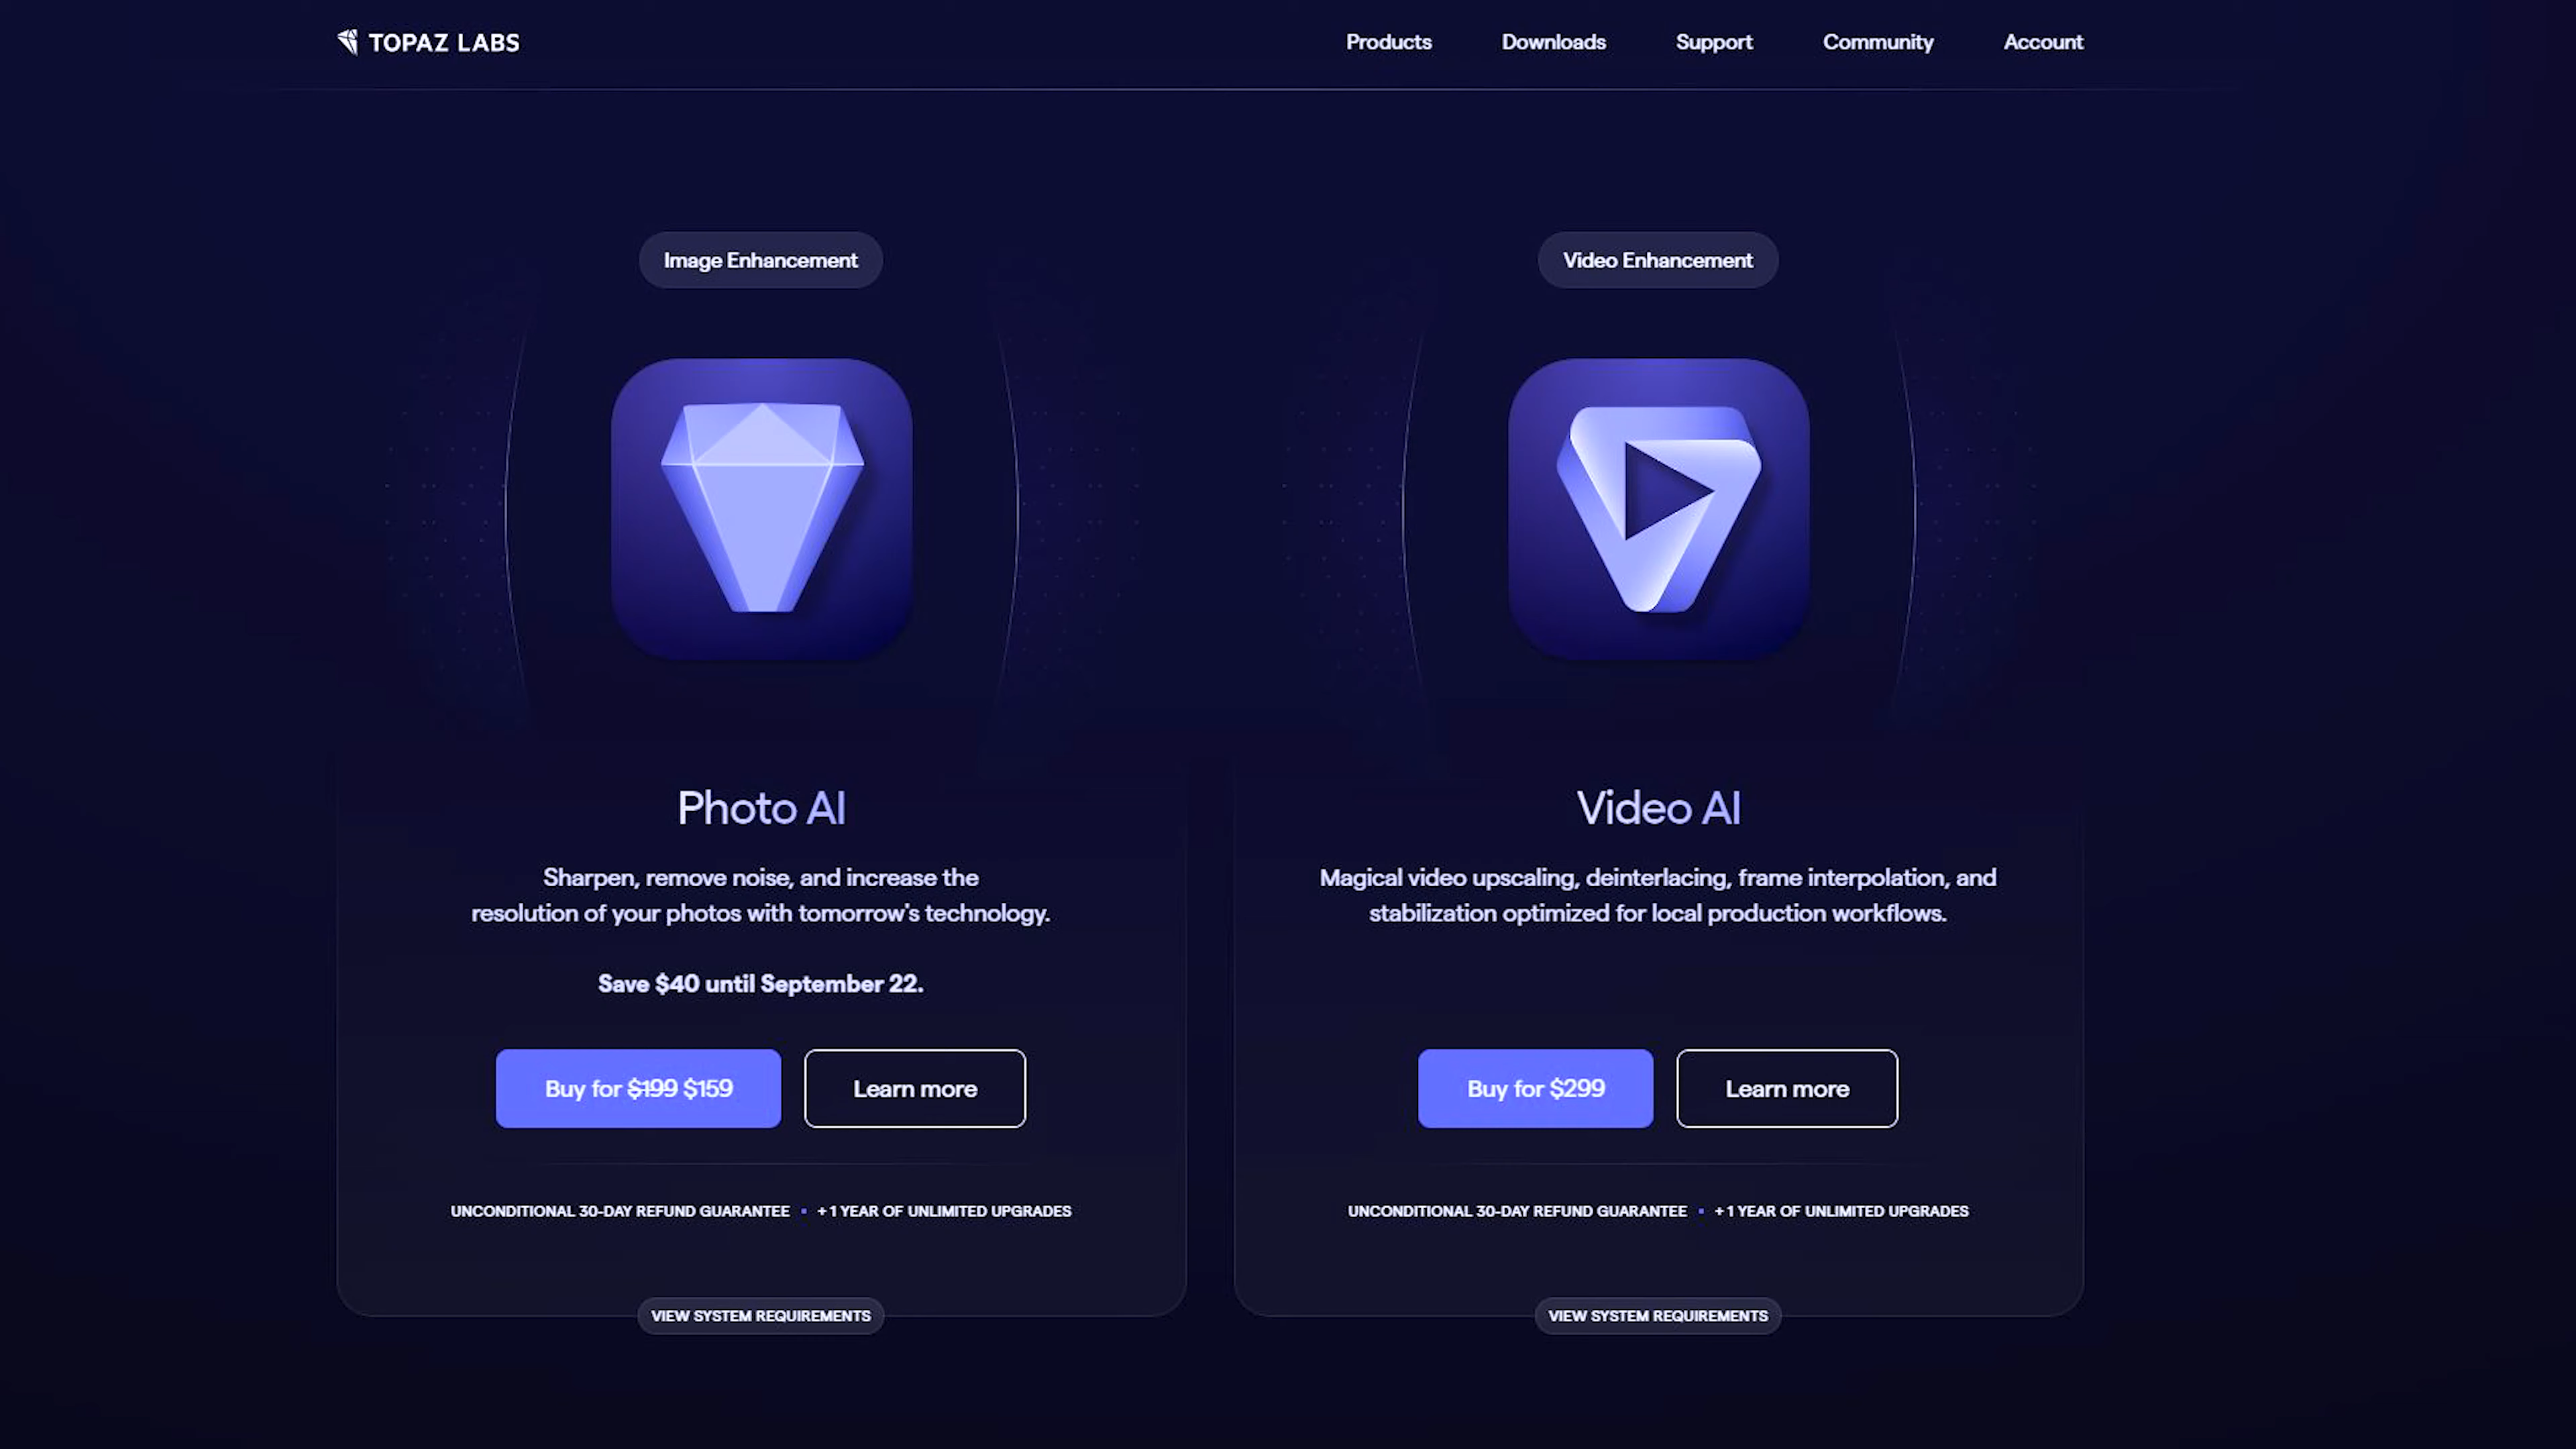 TOPAZ LABS
Products
Downloads
Support
Community
Account
Image Enhancement
Photo AI
Sharpen, remove noise, and increase the
resolution of your photos with tomorrow's technology.
Save $40 until September 22.
Buy for $199 $159
Learn more
UNCONDITIONAL 30-DAY REFUND GUARANTEE • + 1 YEAR OF UNLIMITED UPGRADES
VIEW SYSTEM REQUIREMENTS
Video Enhancement
Video AI
Magical video upscaling, deinterlacing, frame interpolation, and
stabilization optimized for local production workflows.
Buy for $299
Learn more
UNCONDITIONAL 30-DAY REFUND GUARANTEE • + 1 YEAR OF UNLIMITED UPGRADES
VIEW SYSTEM REQUIREMENTS